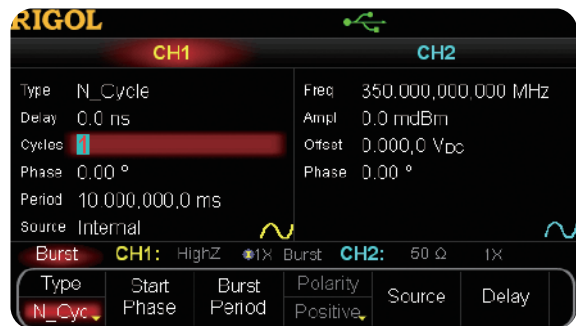 RIGOL
CH1 CH2
Type N_Cycle
Delay 0.0 ns
Cycles 1
Phase 0.00 °
Period 10.000,000,0 ms
Source Internal
Freq 350.000,000,000 MHz
Ampl 0.0 mdBm
Offset 0.000,0 VDC
Phase 0.00 °
Burst CH1: HighZ 1X Burst CH2: 50 Ω 1X
Type Start Phase Burst Period Polarity Source Delay
N_Cyc Positive